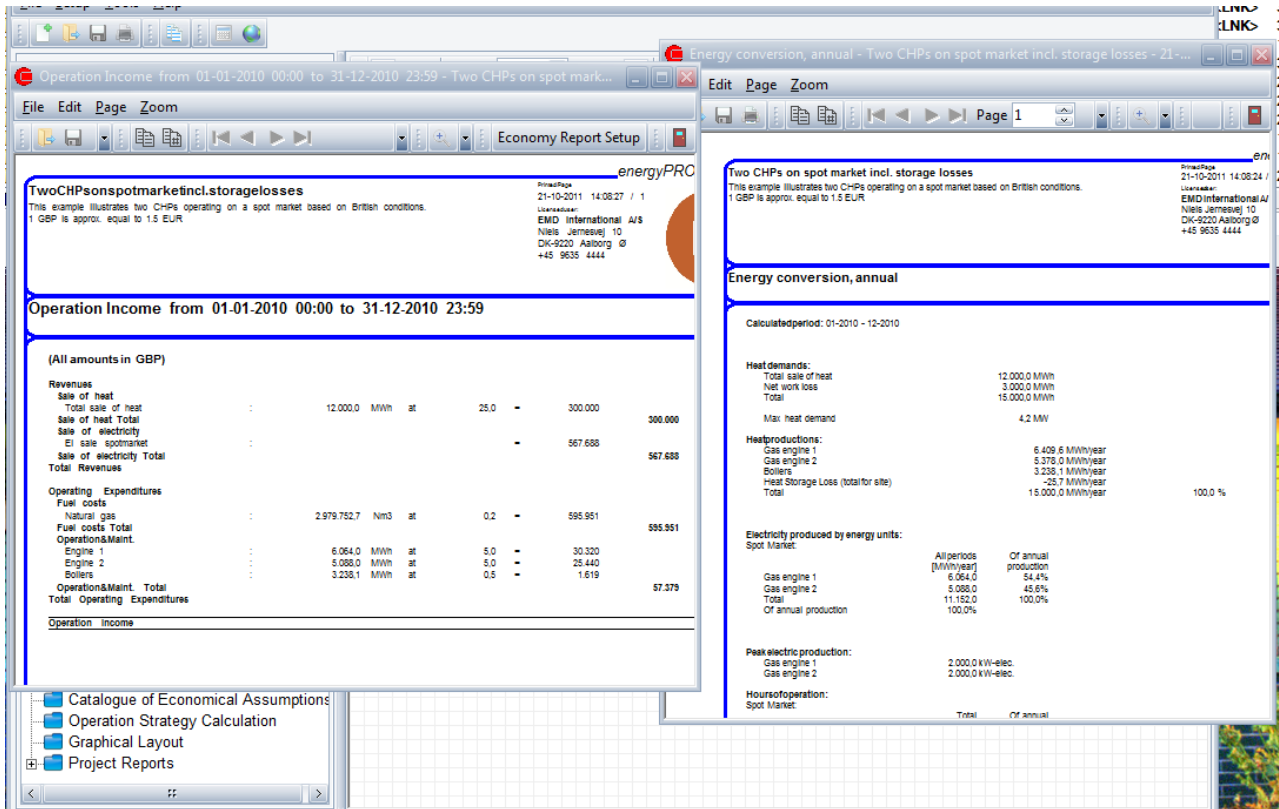 File Setup Tools Help
<LNK>
<LNK>
Operation Income from 01-01-2010 00:00 to 31-12-2010 23:59 - Two CHPs on spot mark...
File Edit Page Zoom
Economy Report Setup
energyPRO
TwoCHPsonspotmarketincl.storagelosses
This example illustrates two CHPs operating on a spot market based on British conditions.
1 GBP is approx. equal to 1.5 EUR
Printed/Page
21-10-2011 14:08:27 / 1
Licenseduser:
EMD International A/S
Niels Jernesvej 10
DK-9220 Aalborg Ø
+45 9635 4444
Operation Income from 01-01-2010 00:00 to 31-12-2010 23:59
(All amounts in GBP)
Revenues
Sale of heat
Total sale of heat : 12.000,0 MWh at 25,0 = 300.000
Sale of heat Total 300.000
Sale of electricity
El sale spotmarket : = 567.688
Sale of electricity Total 567.688
Total Revenues
Operating Expenditures
Fuel costs
Natural gas : 2.979.752,7 Nm3 at 0,2 = 595.951
Fuel costs Total 595.951
Operation&Maint.
Engine 1 : 6.064,0 MWh at 5,0 = 30.320
Engine 2 : 5.088,0 MWh at 5,0 = 25.440
Boilers : 3.238,1 MWh at 0,5 = 1.619
Operation&Maint. Total 57.379
Total Operating Expenditures
Operation Income
Energy conversion, annual - Two CHPs on spot market incl. storage losses - 21-...
Edit Page Zoom
Page 1
Two CHPs on spot market incl. storage losses
This example illustrates two CHPs operating on a spot market based on British conditions.
1 GBP is approx. equal to 1.5 EUR
Printed/Page
21-10-2011 14:08:24 /
Licenseduser:
EMD International A/
Niels Jernesvej 10
DK-9220 Aalborg Ø
+45 9635 4444
Energy conversion, annual
Calculatedperiod: 01-2010 - 12-2010
Heat demands:
Total sale of heat 12.000,0 MWh
Net work loss 3.000,0 MWh
Total 15.000,0 MWh
Max heat demand 4,2 MW
Heatproductions:
Gas engine 1 6.409,6 MWh/year
Gas engine 2 5.378,0 MWh/year
Boilers 3.238,1 MWh/year
Heat Storage Loss (total for site) -25,7 MWh/year
Total 15.000,0 MWh/year 100,0 %
Electricity produced by energy units:
Spot Market:
All periods Of annual
[MWh/year] production
Gas engine 1 6.064,0 54,4%
Gas engine 2 5.088,0 45,6%
Total 11.152,0 100,0%
Of annual production 100,0%
Peak electric production:
Gas engine 1 2.000,0 kW-elec.
Gas engine 2 2.000,0 kW-elec.
Hoursofoperation:
Spot Market:
Total Of annual
Catalogue of Economical Assumptions
Operation Strategy Calculation
Graphical Layout
Project Reports